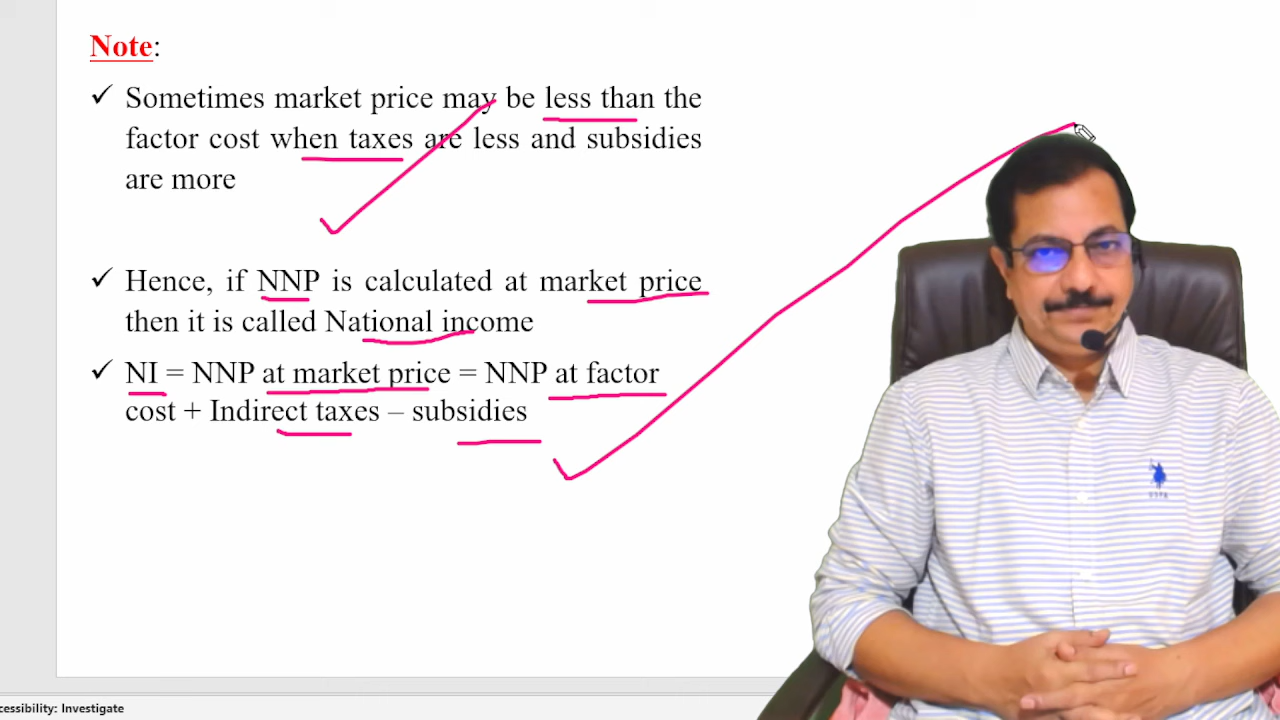 Note:
✓ Sometimes market price may be less than the
factor cost when taxes are less and subsidies
are more
✓ Hence, if NNP is calculated at market price
then it is called National income
✓ NI = NNP at market price = NNP at factor
cost + Indirect taxes – subsidies
USPA
ccessibility: Investigate